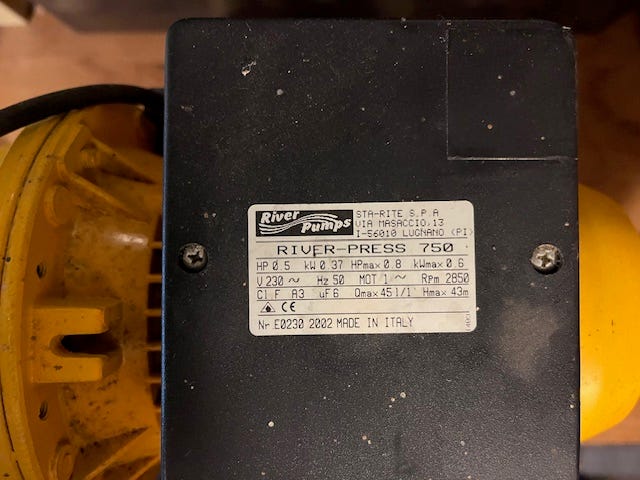 River Pumps
STA-RITE S.P.A
VIA MASACCIO,13
I-56010 LUGNANO (PI)
RIVER-PRESS 750
HP 0.5 kW 0.37 HPmax 0.8 kWmax 0.6
V 230 ~ Hz 50 MOT 1 ~ Rpm 2850
Cl F A3 uF6 Qmax 45 l/1' Hmax 43m
CE
Nr E0230 2002 MADE IN ITALY